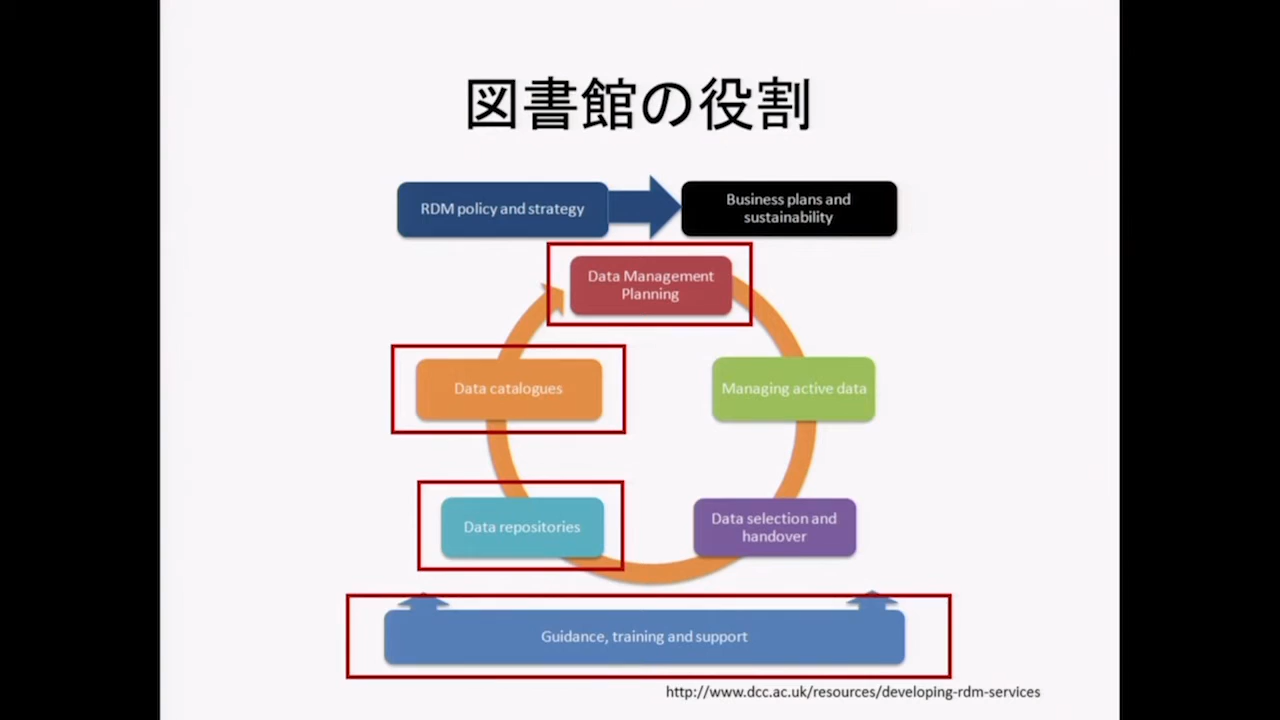 図書館の役割
RDM policy and strategy
Business plans and
sustainability
Data Management
Planning
Data catalogues
Managing active data
Data repositories
Data selection and
handover
Guidance, training and support
http://www.dcc.ac.uk/resources/developing-rdm-services